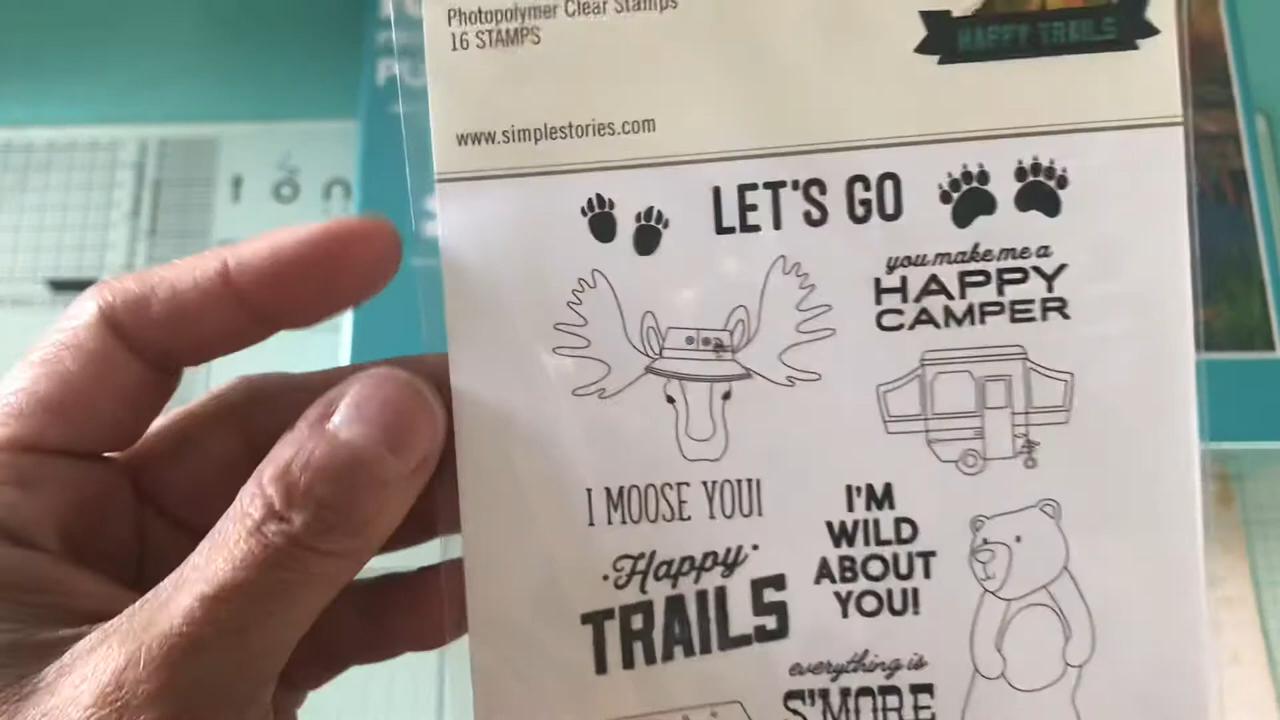 Photopolymer Clear Stamps
16 STAMPS
HAPPY TRAILS
www.simplestories.com
LET'S GO
you make me a
HAPPY
CAMPER
I MOOSE YOU!
I'M
WILD
ABOUT
YOU!
·Happy·
TRAILS
everything is
S'MORE